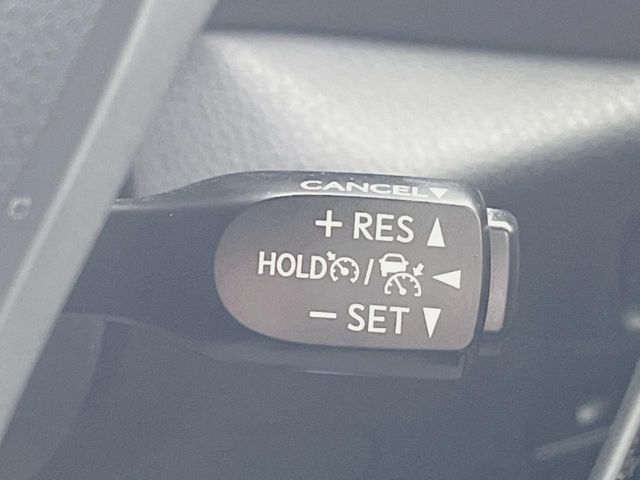 CANCEL▼
+ RES ▲
HOLD / ◀
− SET ▼